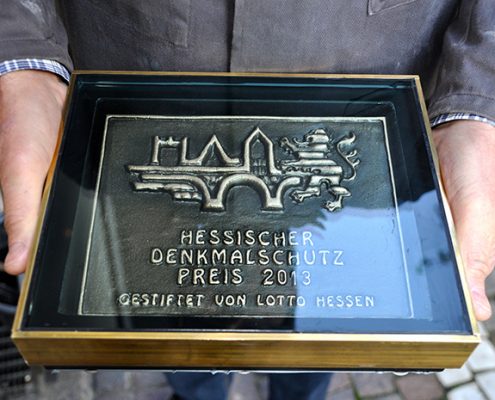 HESSISCHER
DENKMALSCHUTZ
PREIS 2013
GESTIFTET VON LOTTO HESSEN